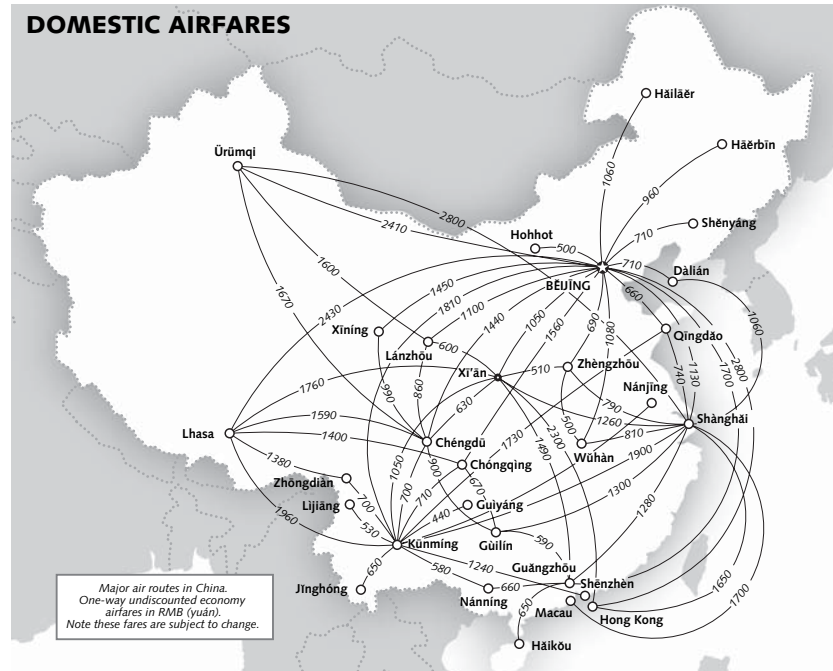 DOMESTIC AIRFARES
Hǎilāěr
Hāěrbīn
1060
960
Ürümqi
2800
2410
Shěnyáng
710
Hohhot
500
710
BĚIJĪNG
Dàlián
1600
1670
2430
1450
1810
1100
1440
1050
1560
690
1080
660
1060
Xīníng
Lánzhōu
600
Qīngdǎo
Zhèngzhōu
Xī'ān
510
740
1130
1700
2800
1760
990
860
630
Nánjīng
790
1260
500
810
Shànghǎi
1590
1400
Lhasa
Chéngdū
1730
1490
2300
Wǔhàn
1900
1380
Chóngqìng
Zhōngdiàn
1050
700
900
710
670
1300
700
Lìjiāng
440
Guìyáng
1280
530
1960
Kūnmíng
Gùilín
590
650
580
1240
Guǎngzhōu
Jǐnghóng
660
Shēnzhèn
Nánníng
Macau
Hong Kong
650
1650
1700
Hǎikǒu
Major air routes in China.
One-way undiscounted economy
airfares in RMB (yuán).
Note these fares are subject to change.